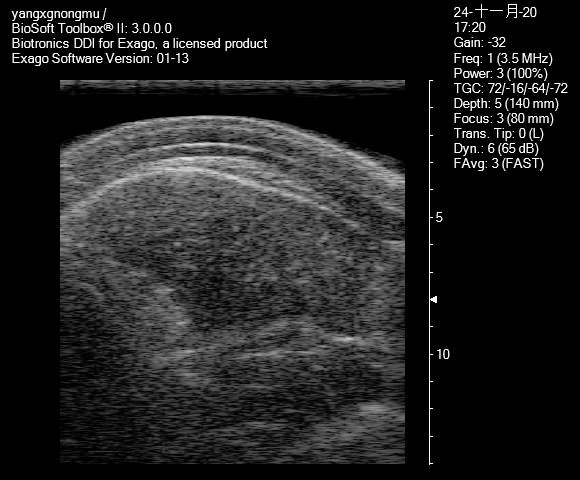 yangxgnongmu /
BioSoft Toolbox® II: 3.0.0.0
Biotronics DDI for Exago, a licensed product
Exago Software Version: 01-13
24-十一月-20
17:20
Gain: -32
Freq: 1 (3.5 MHz)
Power: 3 (100%)
TGC: 72/-16/-64/-72
Depth: 5 (140 mm)
Focus: 3 (80 mm)
Trans. Tip: 0 (L)
Dyn.: 6 (65 dB)
FAvg: 3 (FAST)
5
10